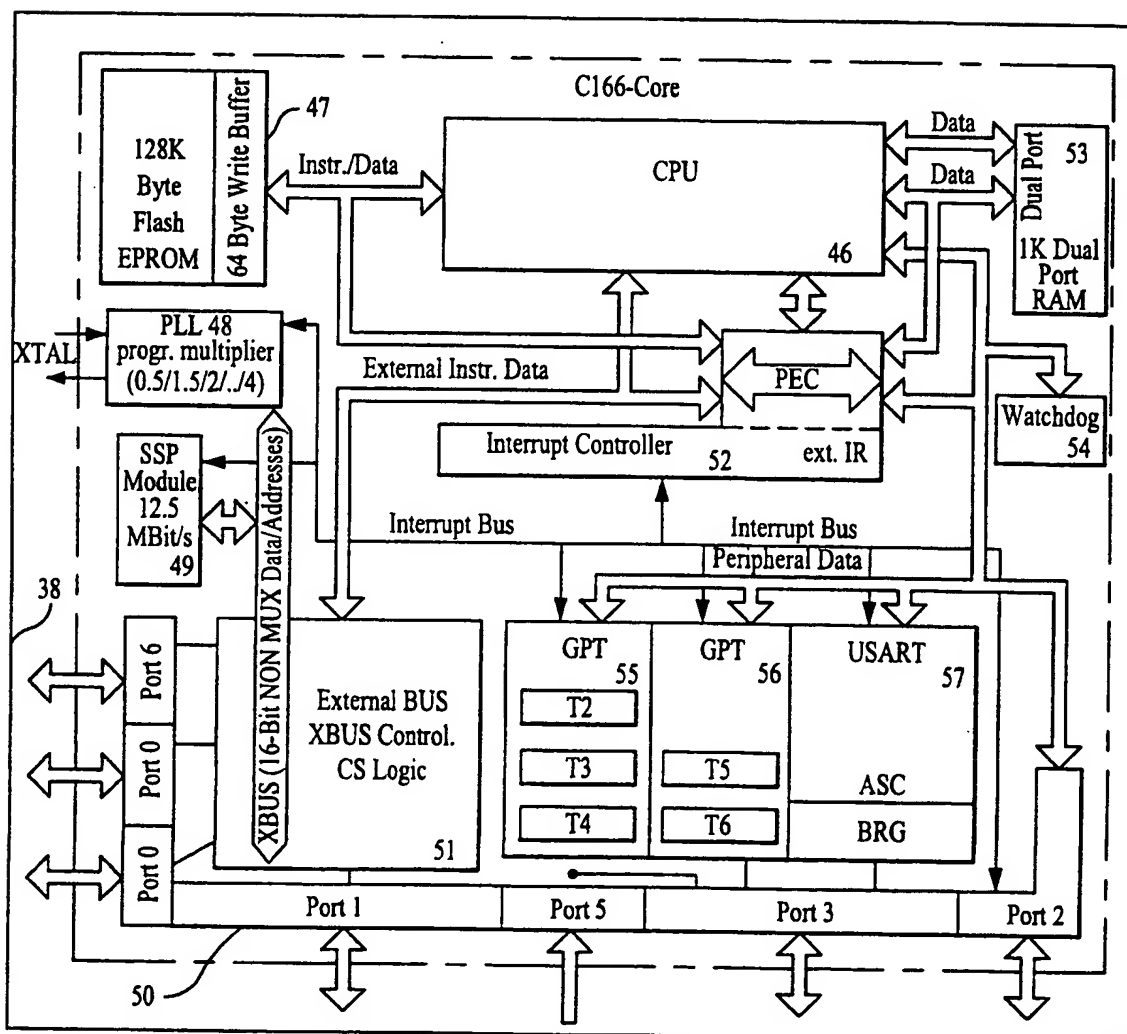 C166-Core
47
128K
Byte
Flash
EPROM
64 Byte Write Buffer
Instr./Data
CPU
46
Data
Data
Dual Port
53
1K Dual
Port
RAM
XTAL
PLL 48
progr. multiplier
(0.5/1.5/2/../4)
External Instr. Data
PEC
Interrupt Controller
52
ext. IR
Watchdog
54
SSP
Module
12.5
MBit/s
49
XBUS (16-Bit NON MUX Data/Addresses)
Interrupt Bus
Interrupt Bus
Peripheral Data
38
Port 6
Port 0
Port 0
External BUS
XBUS Control.
CS Logic
51
GPT
55
T2
T3
T4
GPT
56
T5
T6
USART
57
ASC
BRG
Port 1
Port 5
Port 3
Port 2
50